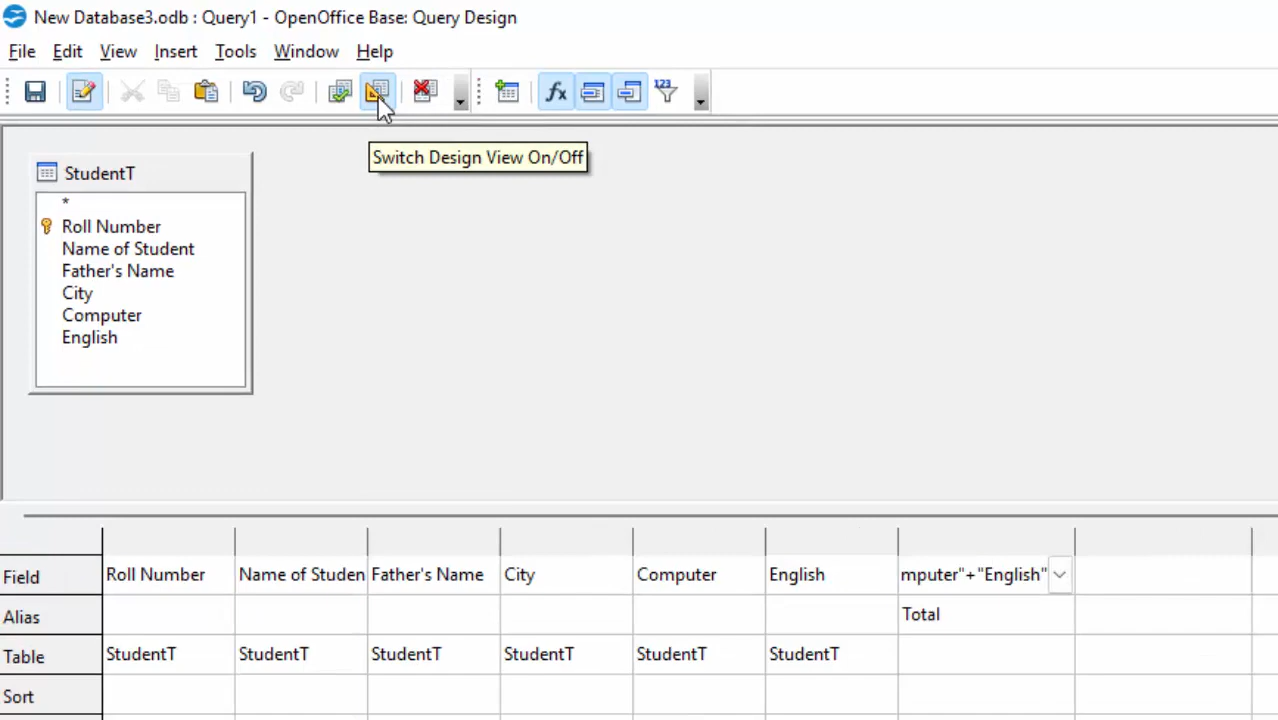 New Database3.odb : Query1 - OpenOffice Base: Query Design
File Edit View Insert Tools Window Help
fx 123
Switch Design View On/Off
StudentT
*
Roll Number
Name of Student
Father's Name
City
Computer
English
Field Roll Number Name of Studen Father's Name City Computer English mputer"+"English"
Alias Total
Table StudentT StudentT StudentT StudentT StudentT StudentT
Sort